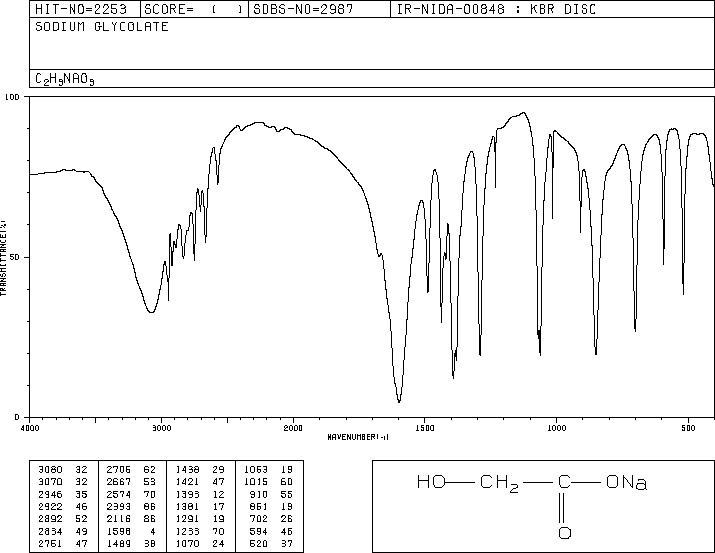 HIT-NO=2253 SCORE= ( ) SDBS-NO=2987 IR-NIDA-00848 : KBR DISC
SODIUM GLYCOLATE
C2H3NAO3
100
50
0
TRANSMITTANCE(%)
4000 3000 2000 1500 1000 500
WAVENUMBER(-1)
3080 32 2706 62 1438 29 1063 19
3070 32 2667 53 1421 47 1015 60
2946 35 2574 70 1393 12 910 55
2922 46 2393 86 1381 17 851 19
2892 52 2116 86 1291 19 702 26
2834 49 1598 4 1233 70 594 46
2751 47 1489 38 1070 24 520 37
HO CH2 C ONa
O